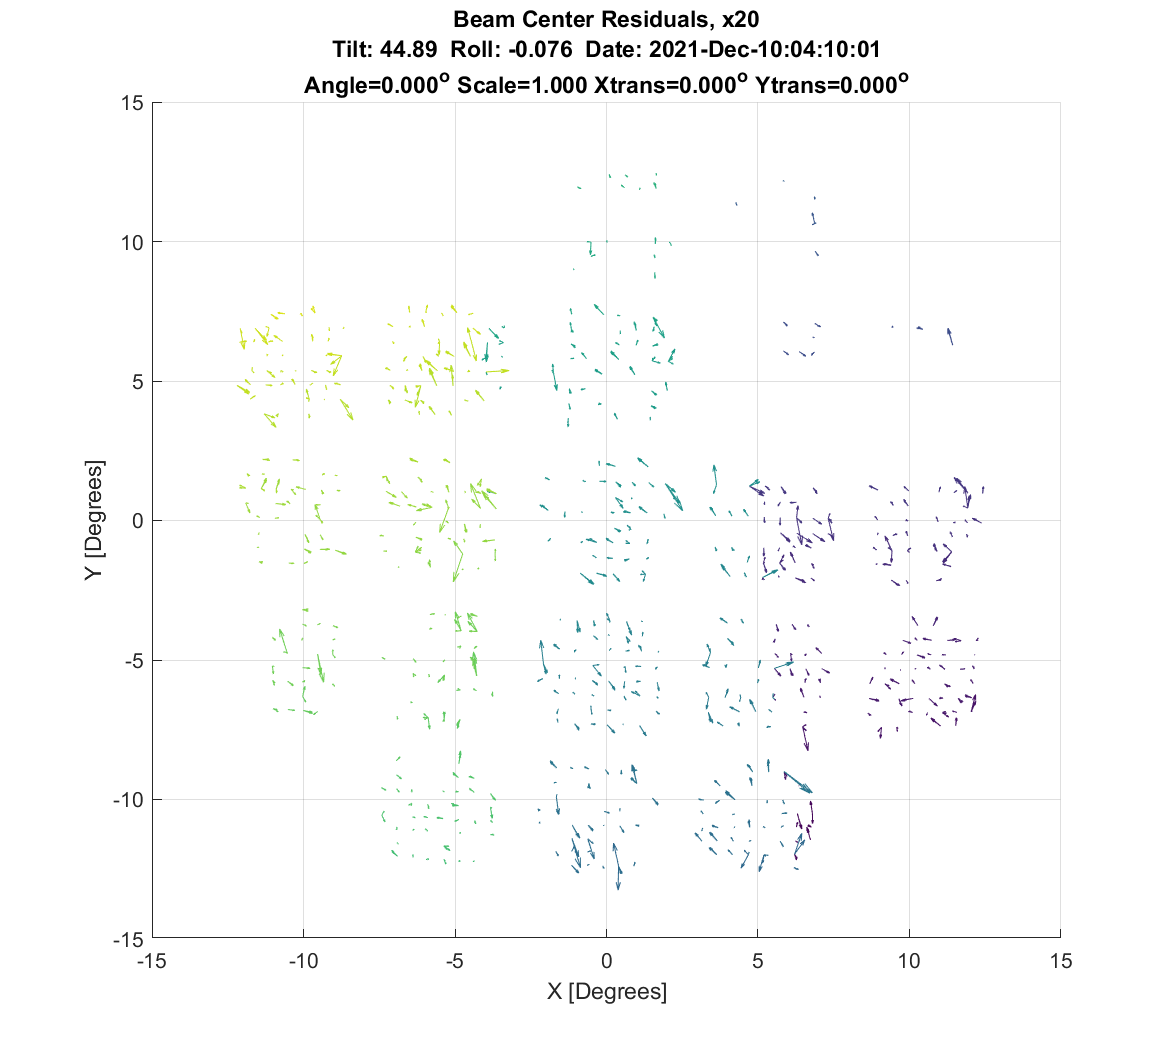 Beam Center Residuals, x20
Tilt: 44.89  Roll: -0.076  Date: 2021-Dec-10:04:10:01
Angle=0.000° Scale=1.000 Xtrans=0.000° Ytrans=0.000°
15
10
5
0
-5
-10
-15
Y [Degrees]
-15 -10 -5 0 5 10 15
X [Degrees]